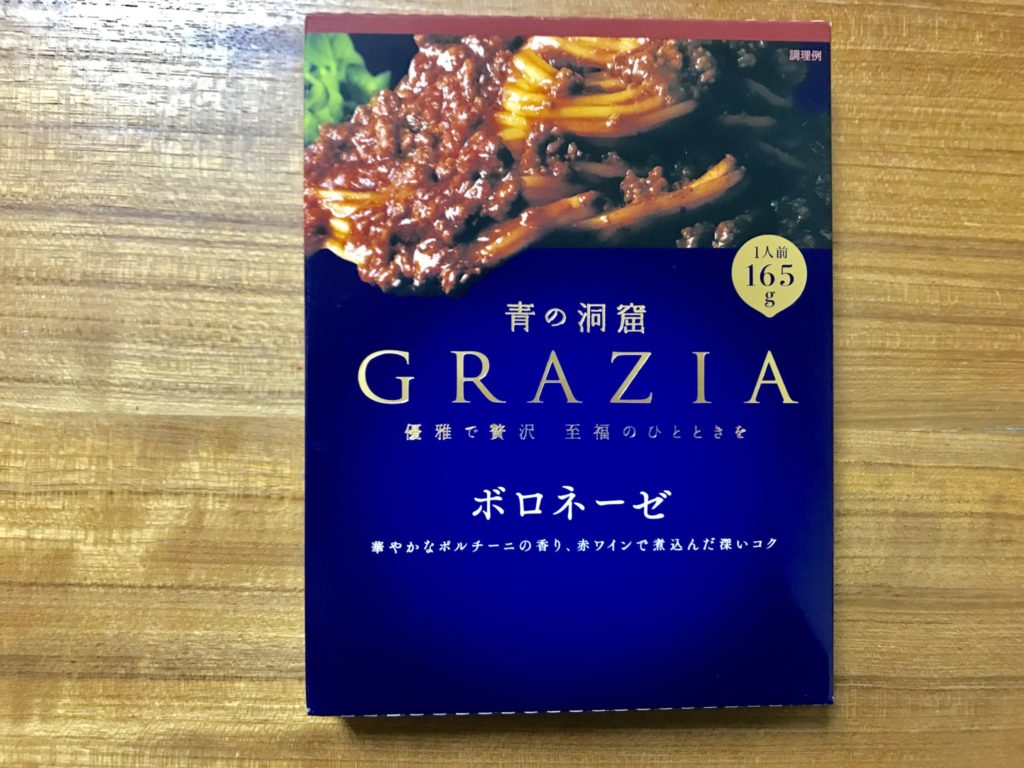 調理例
1人前
165
g
青の洞窟
GRAZIA
優雅で贅沢 至福のひとときを
ボロネーゼ
華やかなポルチーニの香り、赤ワインで煮込んだ深いコク